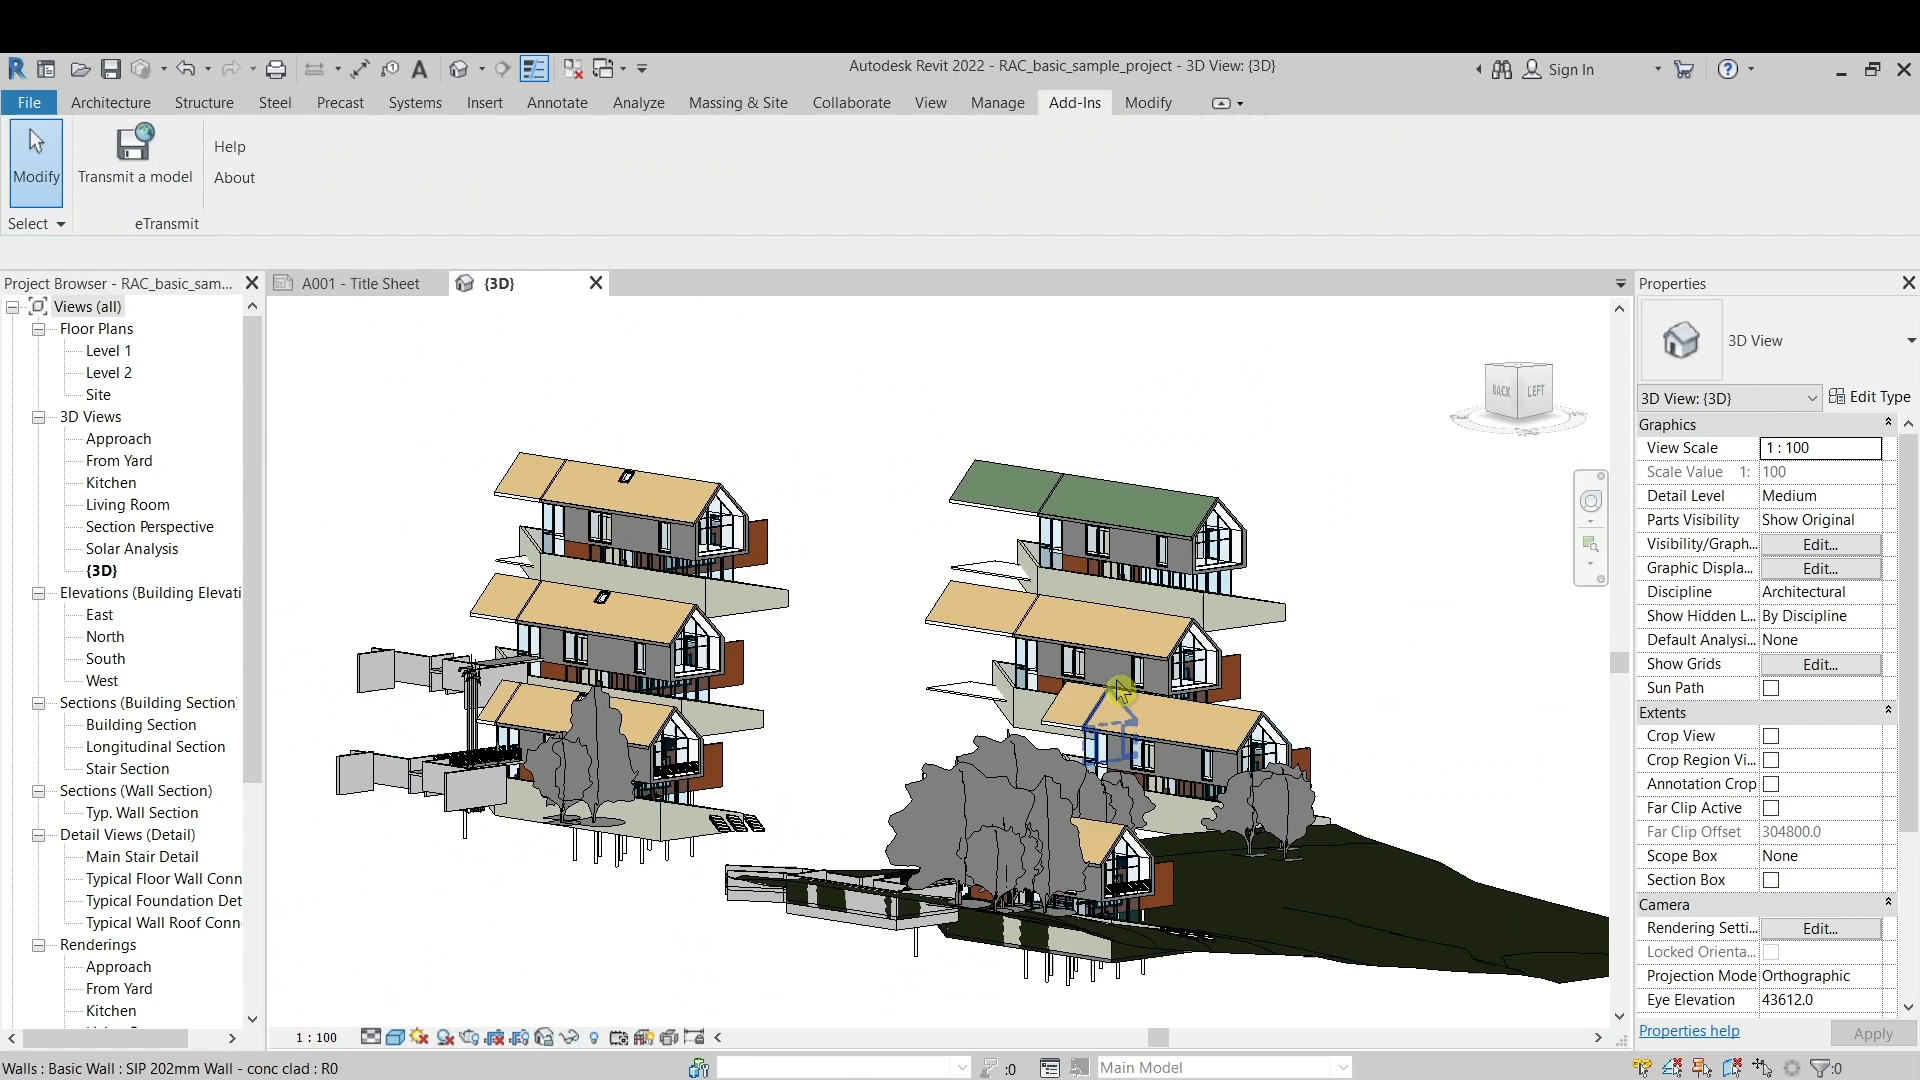 Autodesk Revit 2022 - RAC_basic_sample_project - 3D View: {3D}
Sign In
File Architecture Structure Steel Precast Systems Insert Annotate Analyze Massing & Site Collaborate View Manage Add-Ins Modify
Modify
Transmit a model
Help
About
Select
eTransmit
Project Browser - RAC_basic_sam...
Views (all)
Floor Plans
Level 1
Level 2
Site
3D Views
Approach
From Yard
Kitchen
Living Room
Section Perspective
Solar Analysis
{3D}
Elevations (Building Elevati
East
North
South
West
Sections (Building Section
Building Section
Longitudinal Section
Stair Section
Sections (Wall Section)
Typ. Wall Section
Detail Views (Detail)
Main Stair Detail
Typical Floor Wall Conn
Typical Foundation Det
Typical Wall Roof Conn
Renderings
Approach
From Yard
Kitchen
A001 - Title Sheet
{3D}
BACK LEFT
1 : 100
Properties
3D View
3D View: {3D}
Edit Type
Graphics
View Scale 1 : 100
Scale Value 1: 100
Detail Level Medium
Parts Visibility Show Original
Visibility/Graph... Edit...
Graphic Displa... Edit...
Discipline Architectural
Show Hidden L... By Discipline
Default Analysi... None
Show Grids Edit...
Sun Path
Extents
Crop View
Crop Region Vi...
Annotation Crop
Far Clip Active
Far Clip Offset 304800.0
Scope Box None
Section Box
Camera
Rendering Setti... Edit...
Locked Orienta...
Projection Mode Orthographic
Eye Elevation 43612.0
Properties help
Apply
Walls : Basic Wall : SIP 202mm Wall - conc clad : R0
:0
Main Model
:0